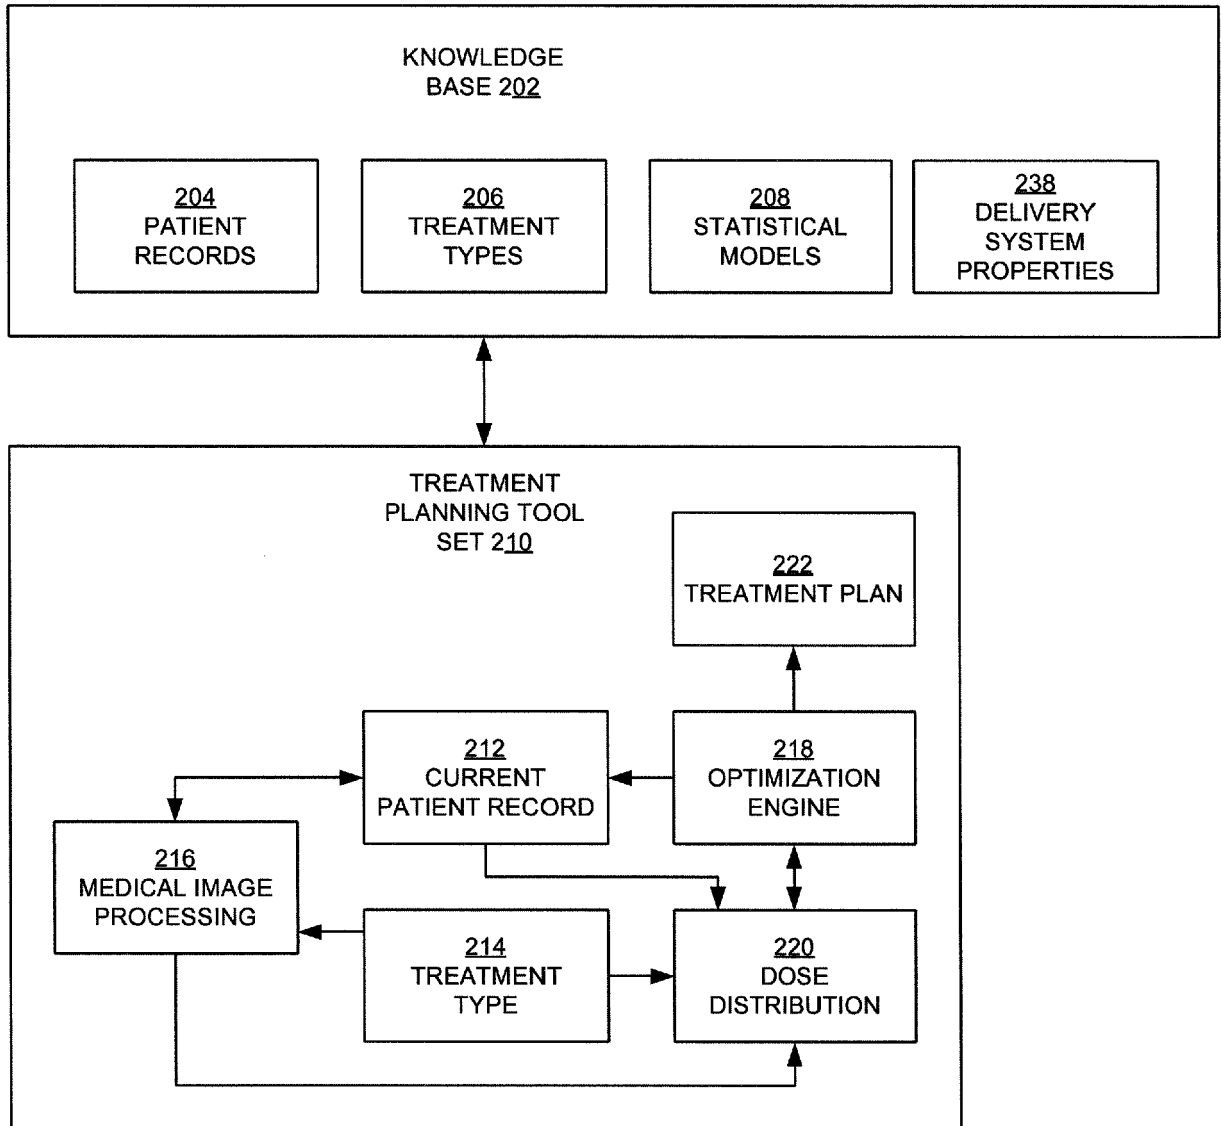 KNOWLEDGE
BASE 202
204
PATIENT
RECORDS
206
TREATMENT
TYPES
208
STATISTICAL
MODELS
238
DELIVERY
SYSTEM
PROPERTIES
TREATMENT
PLANNING TOOL
SET 210
222
TREATMENT PLAN
212
CURRENT
PATIENT RECORD
218
OPTIMIZATION
ENGINE
216
MEDICAL IMAGE
PROCESSING
214
TREATMENT
TYPE
220
DOSE
DISTRIBUTION